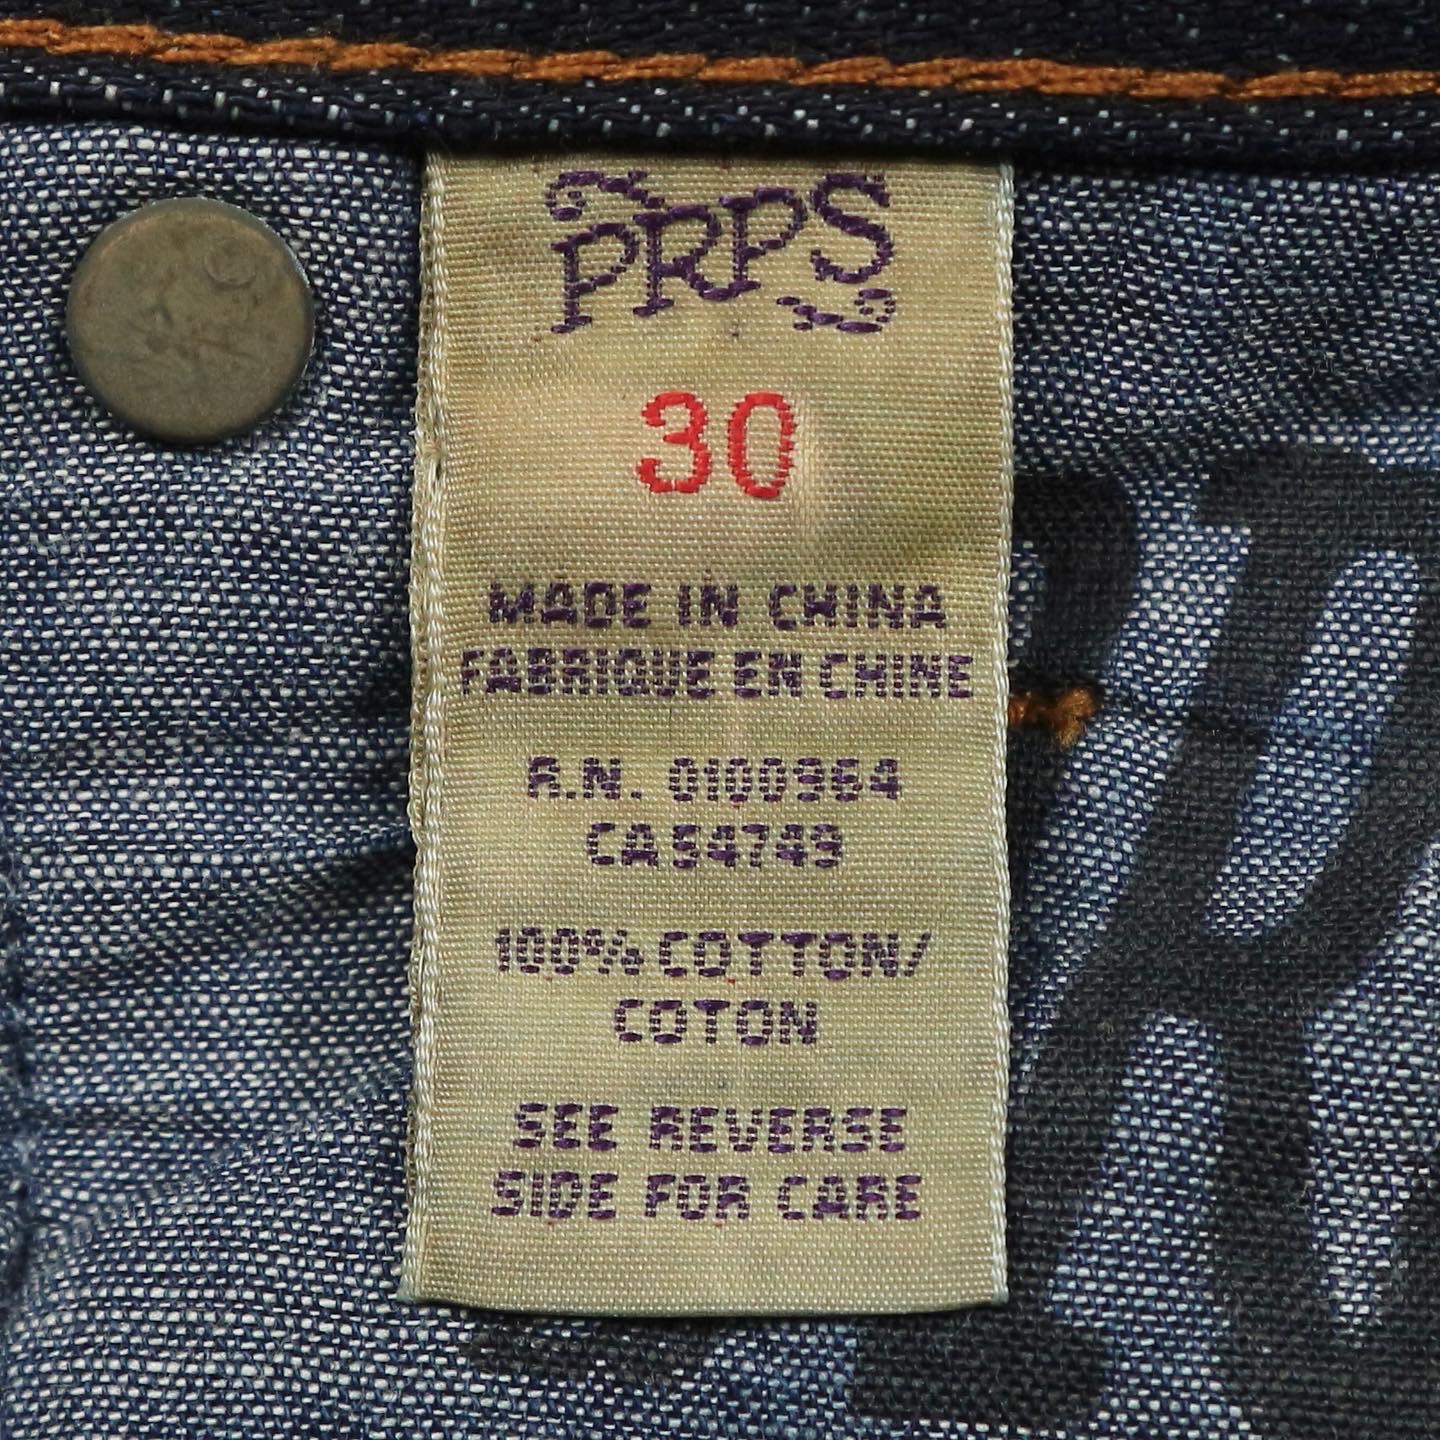 PRPS
30
MADE IN CHINA
FABRIQUE EN CHINE
R.N. 0100964
CA54749
100% COTTON/
COTON
SEE REVERSE
SIDE FOR CARE